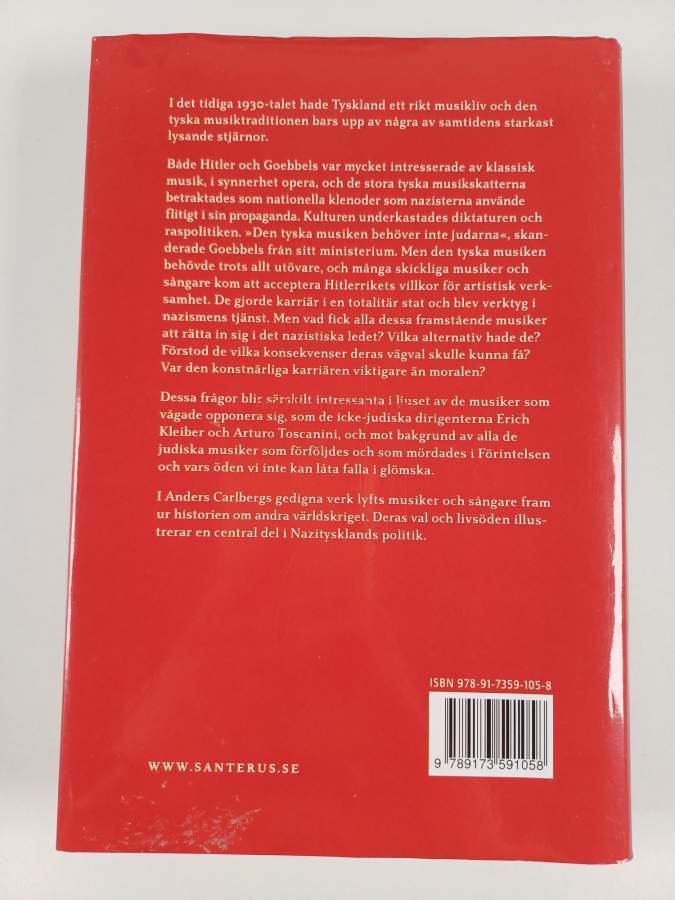 I det tidiga 1930-talet hade Tyskland ett rikt musikliv och den
tyska musiktraditionen bars upp av några av samtidens starkast
lysande stjärnor.
Både Hitler och Goebbels var mycket intresserade av klassisk
musik, i synnerhet opera, och de stora tyska musikskatterna
betraktades som nationella klenoder som nazisterna använde
flitigt i sin propaganda. Kulturen underkastades diktaturen och
raspolitiken. »Den tyska musiken behöver inte judarna«, skan-
derade Goebbels från sitt ministerium. Men den tyska musiken
behövde trots allt utövare, och många skickliga musiker och
sångare kom att acceptera Hitlerrikets villkor för artistisk verk-
samhet. De gjorde karriär i en totalitär stat och blev verktyg i
nazismens tjänst. Men vad fick alla dessa framstående musiker
att rätta in sig i det nazistiska ledet? Vilka alternativ hade de?
Förstod de vilka konsekvenser deras vägval skulle kunna få?
Var den konstnärliga karriären viktigare än moralen?
Dessa frågor blir särskilt intressanta i ljuset av de musiker som
vågade opponera sig, som de icke-judiska dirigenterna Erich
Kleiber och Arturo Toscanini, och mot bakgrund av alla de
judiska musiker som förföljdes och som mördades i Förintelsen
och vars öden vi inte kan låta falla i glömska.
I Anders Carlbergs gedigna verk lyfts musiker och sångare fram
ur historien om andra världskriget. Deras val och livsöden illus-
trerar en central del i Nazitysklands politik.
ISBN 978-91-7359-105-8
9 789173 591058
WWW.SANTERUS.SE